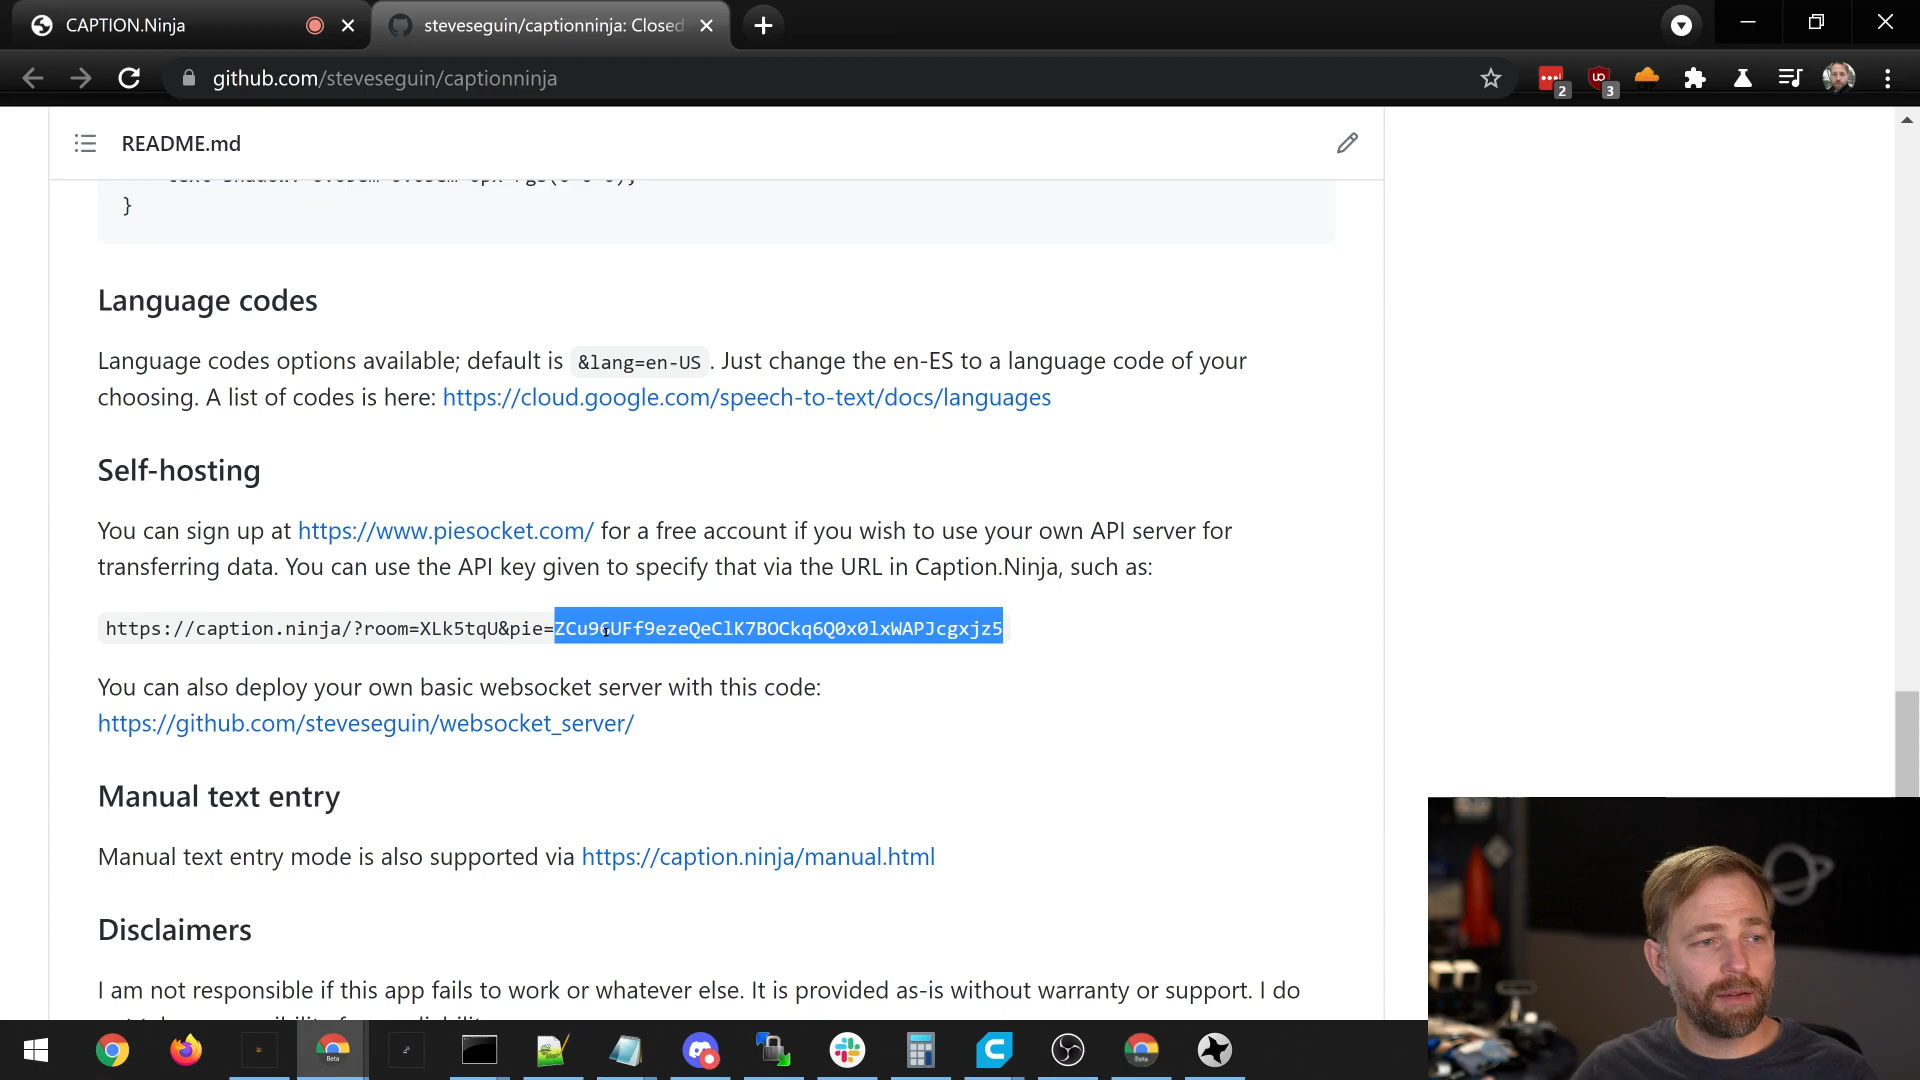 CAPTION.Ninja
steveseguin/captionninja: Closed
github.com/steveseguin/captionninja
2
3
README.md
}
Language codes
Language codes options available; default is &lang=en-US. Just change the en-ES to a language code of your
choosing. A list of codes is here: https://cloud.google.com/speech-to-text/docs/languages
Self-hosting
You can sign up at https://www.piesocket.com/ for a free account if you wish to use your own API server for
transferring data. You can use the API key given to specify that via the URL in Caption.Ninja, such as:
https://caption.ninja/?room=XLk5tqU&pie=ZCu96UFf9ezeQeClK7BOCkq6Q0x0lxWAPJcgxjz5
You can also deploy your own basic websocket server with this code:
https://github.com/steveseguin/websocket_server/
Manual text entry
Manual text entry mode is also supported via https://caption.ninja/manual.html
Disclaimers
I am not responsible if this app fails to work or whatever else. It is provided as-is without warranty or support. I do
Beta